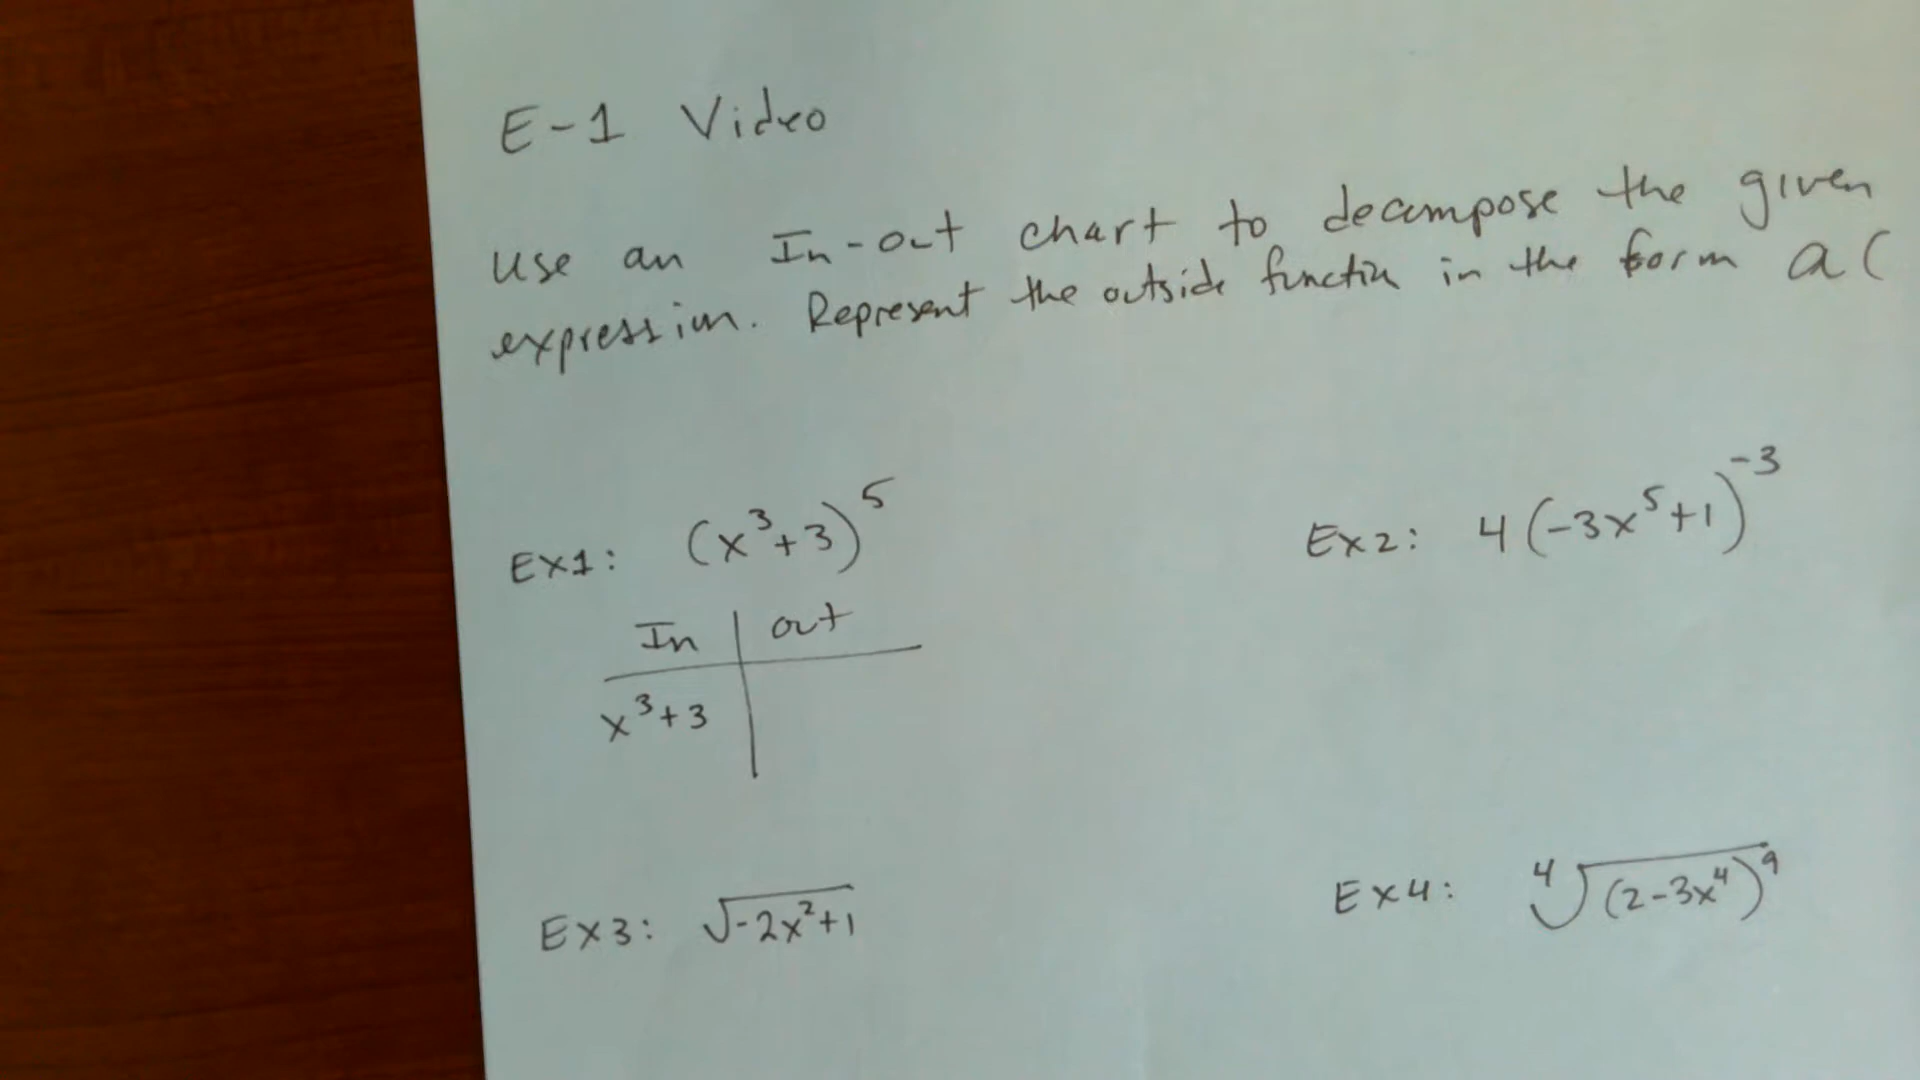 E-1 Video
Use an In-out chart to decompose the given
expression. Represent the outside function in the form a(
Ex1: (x³+3)⁵
Ex2: 4(-3x⁵+1)⁻³
In | out
x³+3
Ex3: √-2x²+1
Ex4: ⁴√(2-3x⁴)⁹